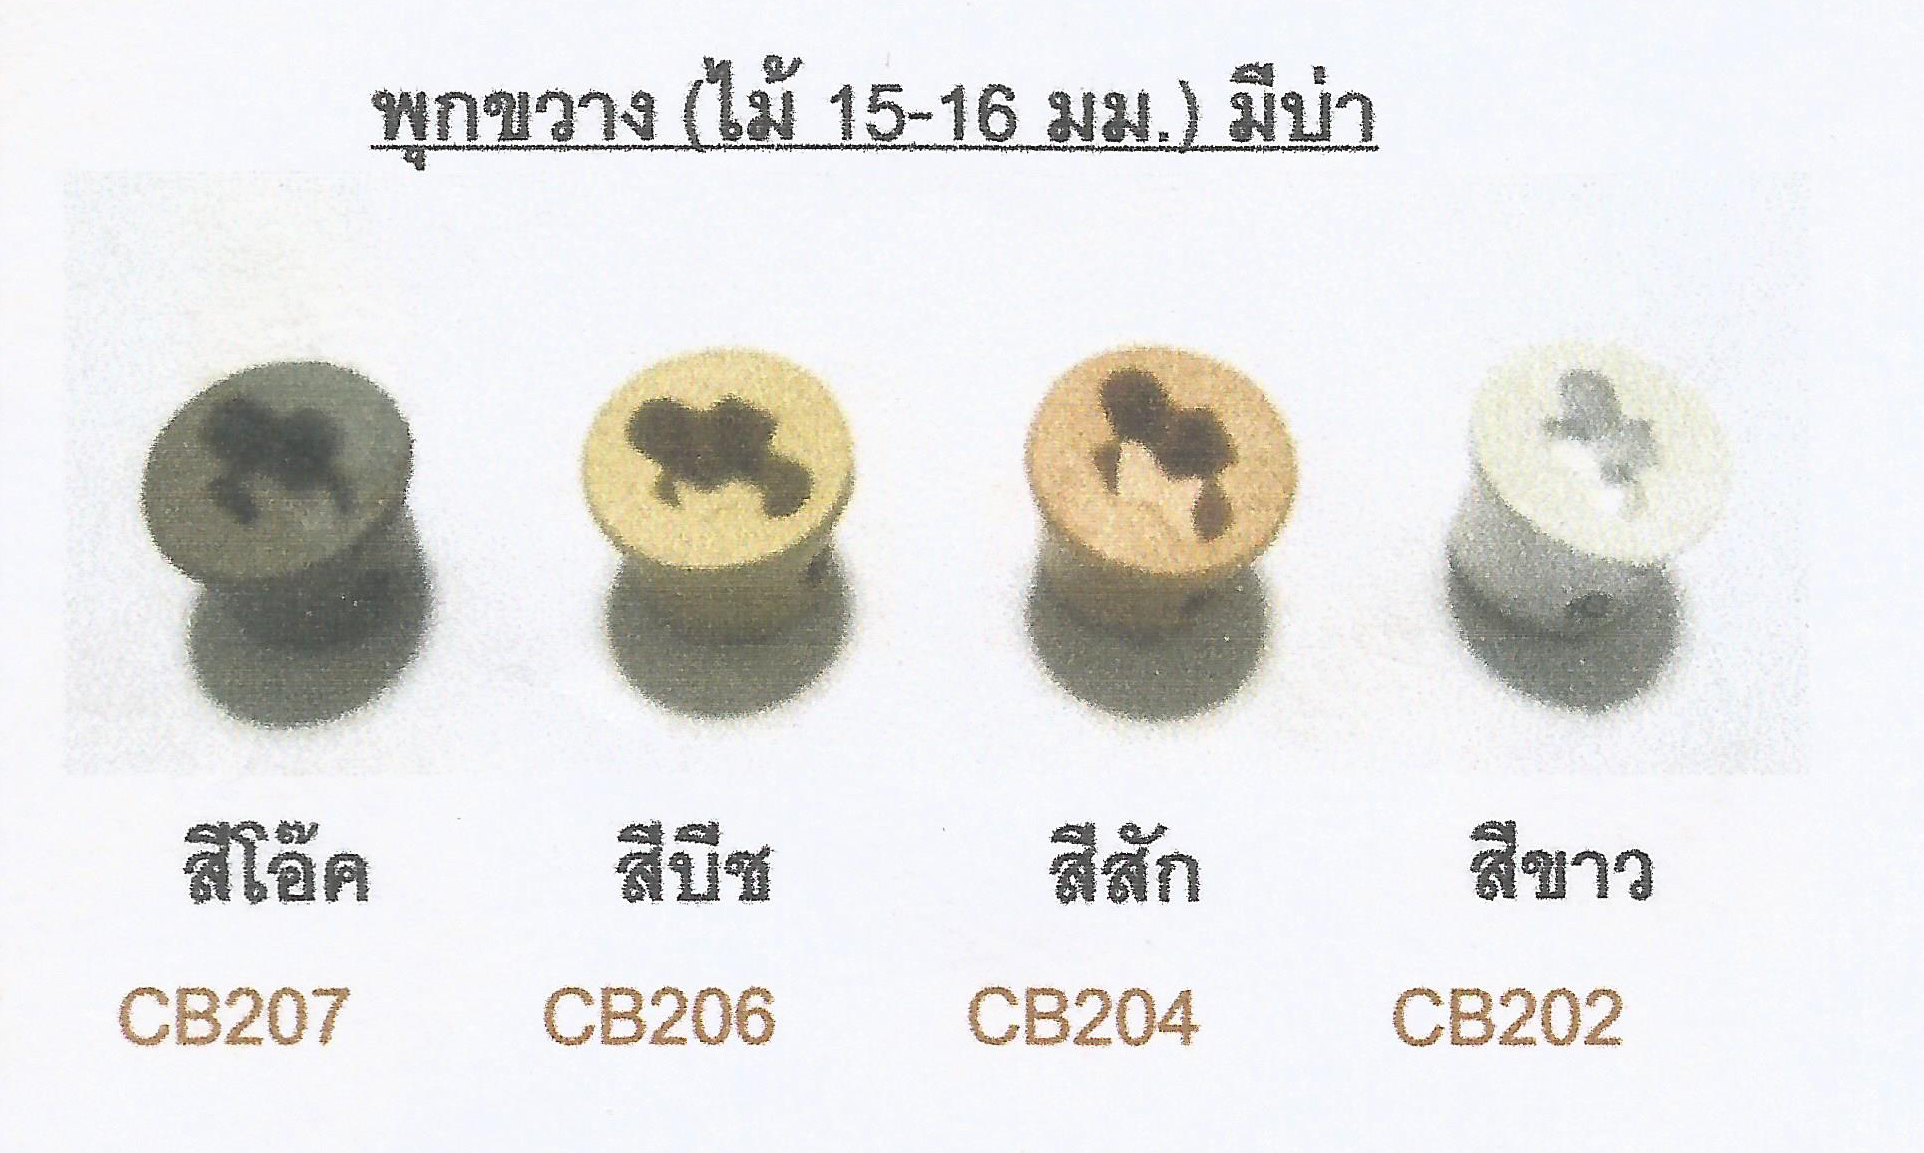 พุกขวาง (ไม้ 15-16 มม.) มีบ่า
สีโอ๊ค สีบีช สีสัก สีขาว
CB207 CB206 CB204 CB202